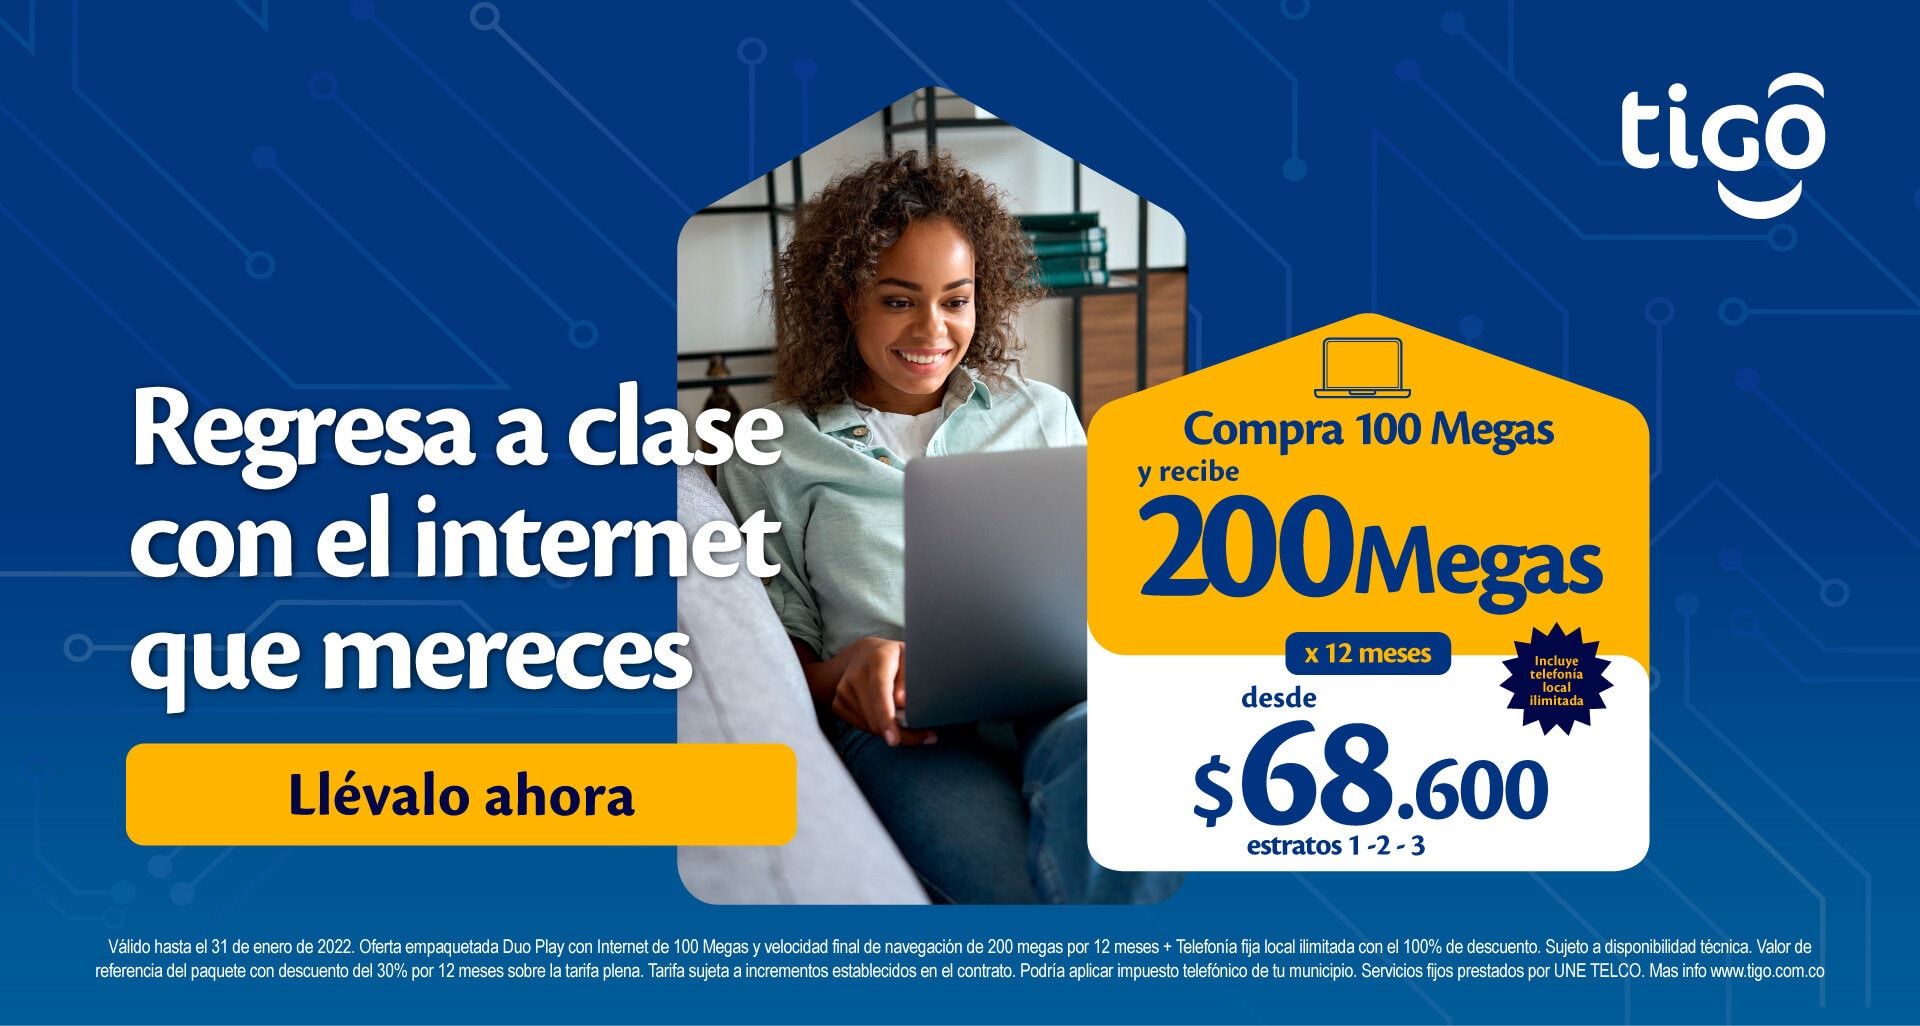 tigo
Regresa a clase
con el internet
que mereces
Llévalo ahora
Compra 100 Megas
y recibe
200Megas
x 12 meses
Incluye
telefonía
local
ilimitada
desde
$68.600
estratos 1 -2 - 3
Válido hasta el 31 de enero de 2022. Oferta empaquetada Duo Play con Internet de 100 Megas y velocidad final de navegación de 200 megas por 12 meses + Telefonía fija local ilimitada con el 100% de descuento. Sujeto a disponibilidad técnica. Valor de
referencia del paquete con descuento del 30% por 12 meses sobre la tarifa plena. Tarifa sujeta a incrementos establecidos en el contrato. Podría aplicar impuesto telefónico de tu municipio. Servicios fijos prestados por UNE TELCO. Mas info www.tigo.com.co